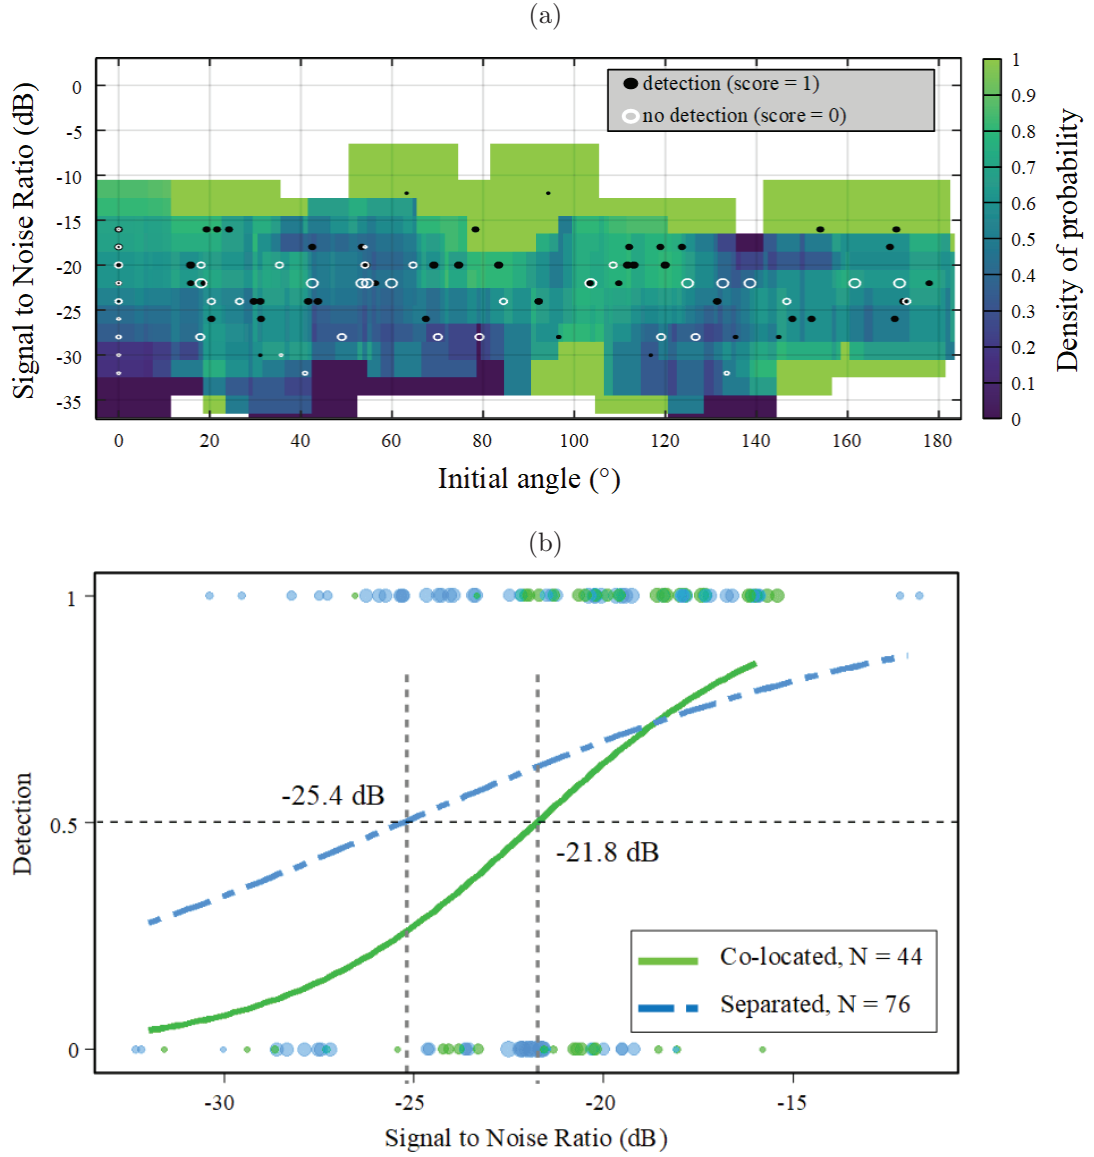 (a)
Signal to Noise Ratio (dB)
0
-5
-10
-15
-20
-25
-30
-35
detection (score = 1)
no detection (score = 0)
0 20 40 60 80 100 120 140 160 180
Initial angle (°)
1
0.9
0.8
0.7
0.6
0.5
0.4
0.3
0.2
0.1
0
Density of probability
(b)
Detection
1
0.5
0
-25.4 dB
-21.8 dB
Co-located, N = 44
Separated, N = 76
-30 -25 -20 -15
Signal to Noise Ratio (dB)